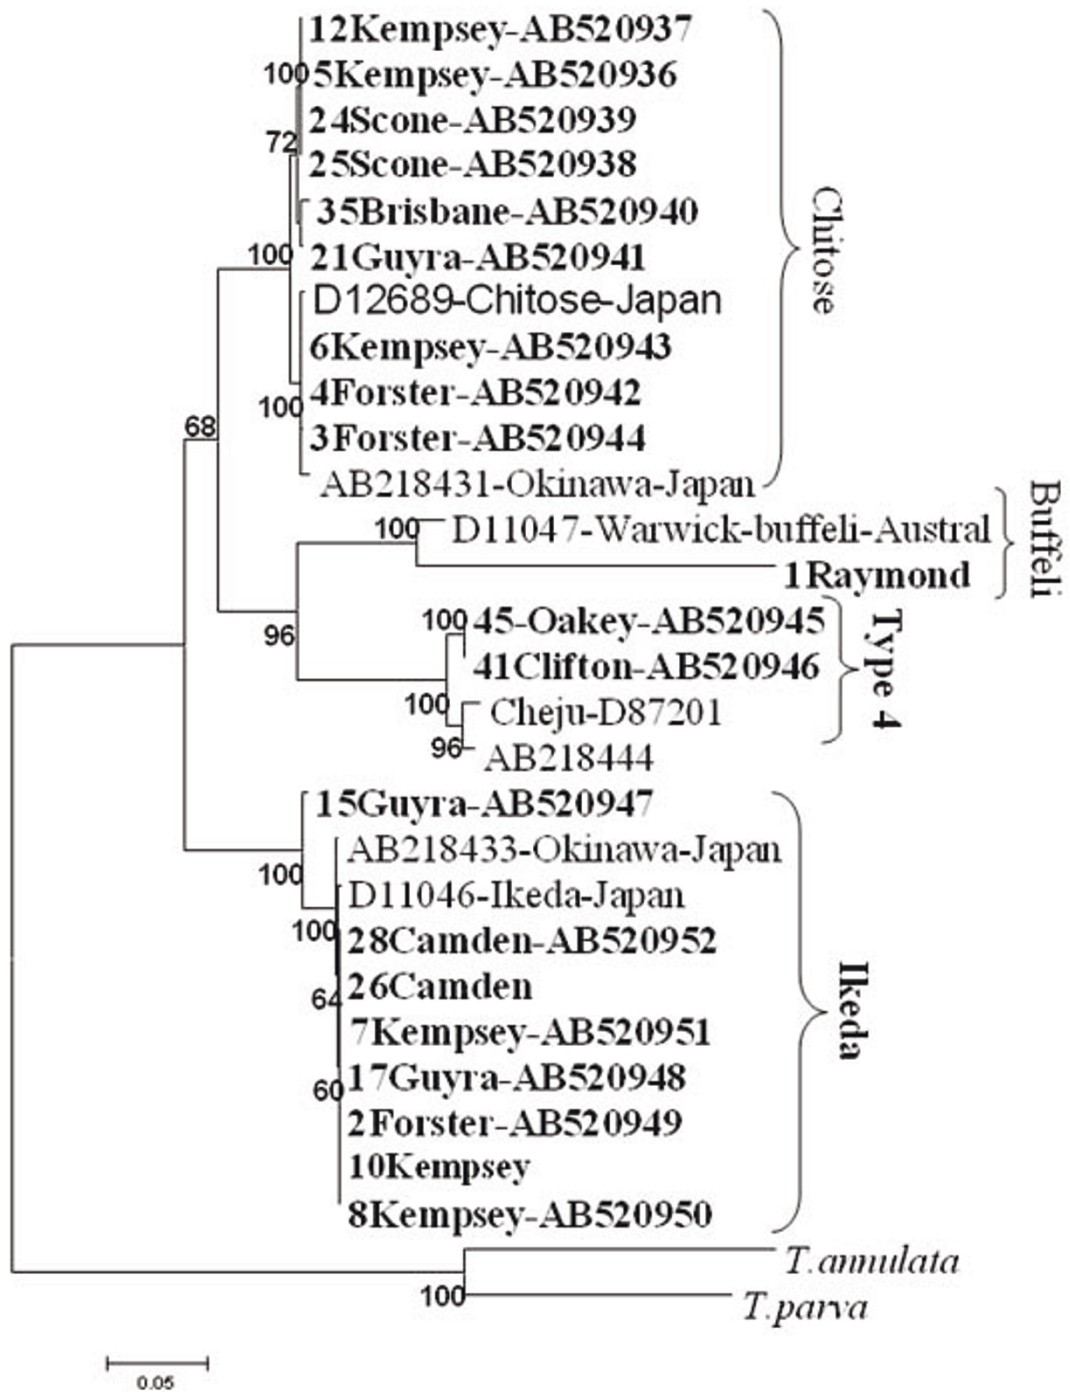 12Kempsey-AB520937
100
5Kempsey-AB520936
24Scone-AB520939
72
25Scone-AB520938
35Brisbane-AB520940
100
21Guyra-AB520941
D12689-Chitose-Japan
6Kempsey-AB520943
4Forster-AB520942
100
3Forster-AB520944
AB218431-Okinawa-Japan
Chitose
68
100
D11047-Warwick-buffeli-Austral
1Raymond
Buffeli
96
100
45-Oakey-AB520945
41Clifton-AB520946
100
Cheju-D87201
96
AB218444
Type 4
15Guyra-AB520947
AB218433-Okinawa-Japan
100
D11046-Ikeda-Japan
100
28Camden-AB520952
26Camden
64
7Kempsey-AB520951
17Guyra-AB520948
60
2Forster-AB520949
10Kempsey
8Kempsey-AB520950
Ikeda
T.annulata
100
T.parva
0.05